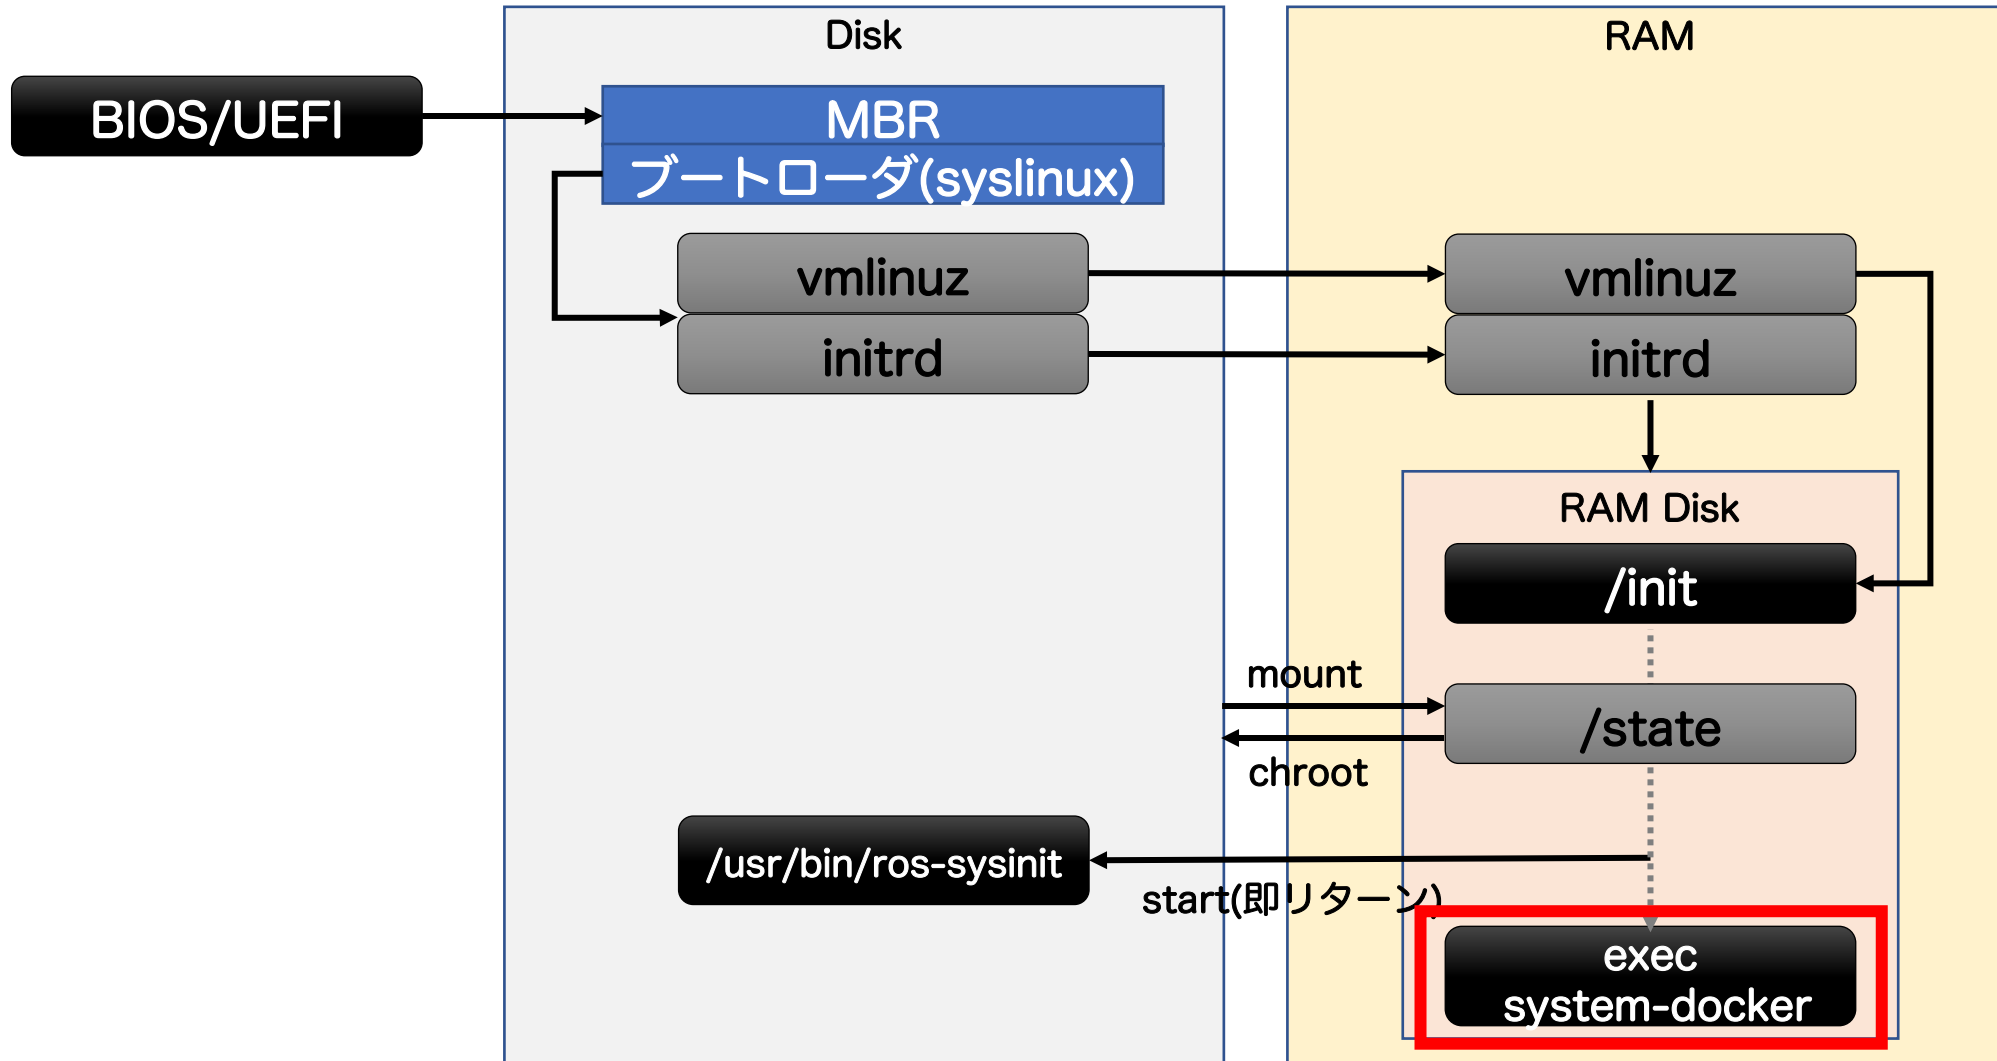 Disk
RAM
BIOS/UEFI
MBR
ブートローダ(syslinux)
vmlinuz
initrd
vmlinuz
initrd
RAM Disk
/init
mount
/state
chroot
/usr/bin/ros-sysinit
start(即リターン)
exec
system-docker